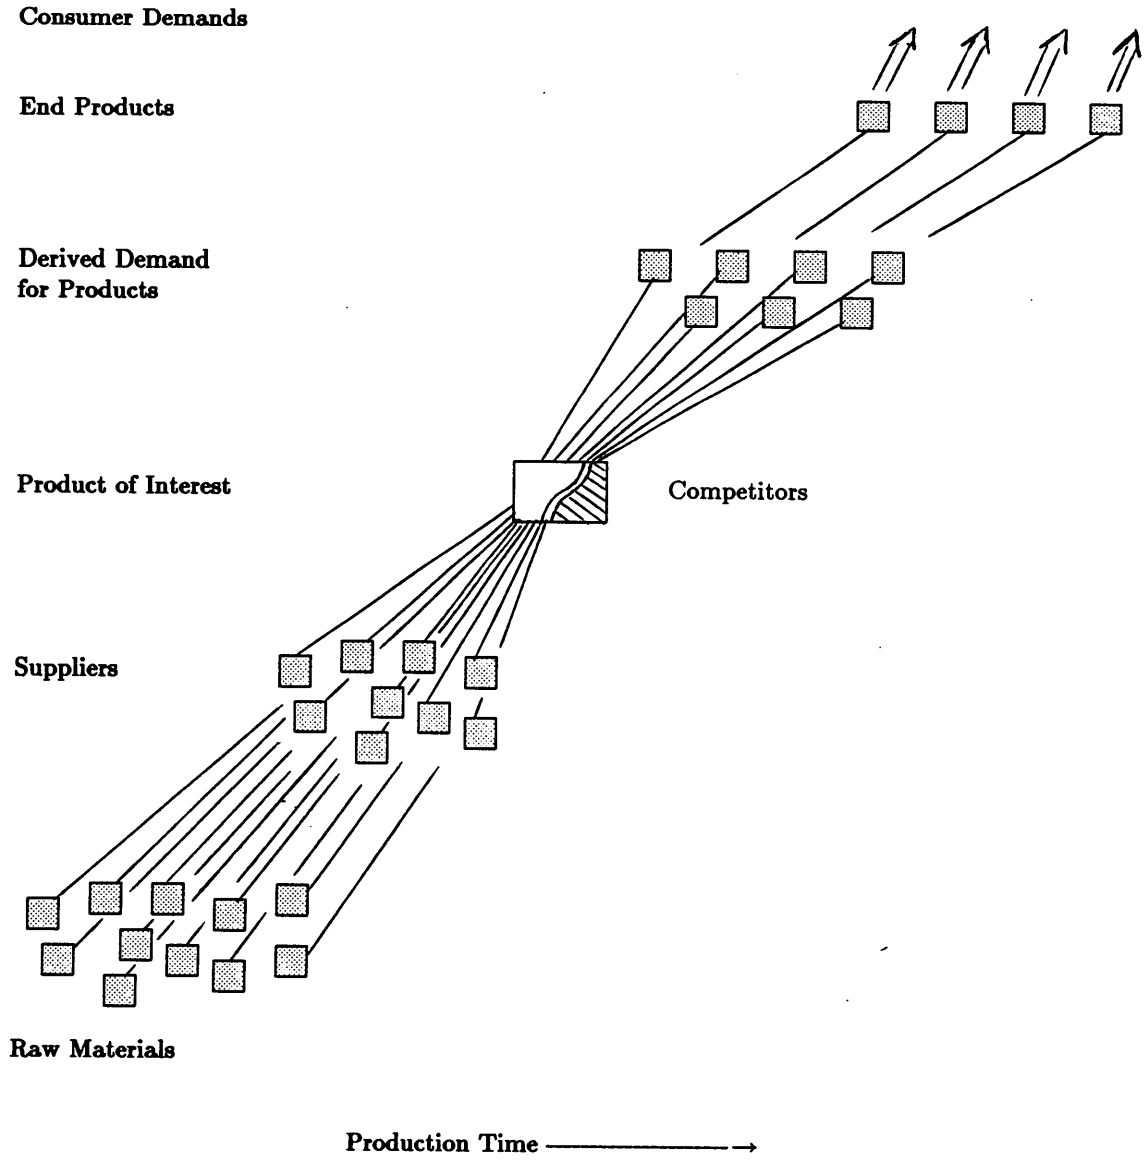 Consumer Demands
End Products
Derived Demand
for Products
Product of Interest
Competitors
Suppliers
Raw Materials
Production Time